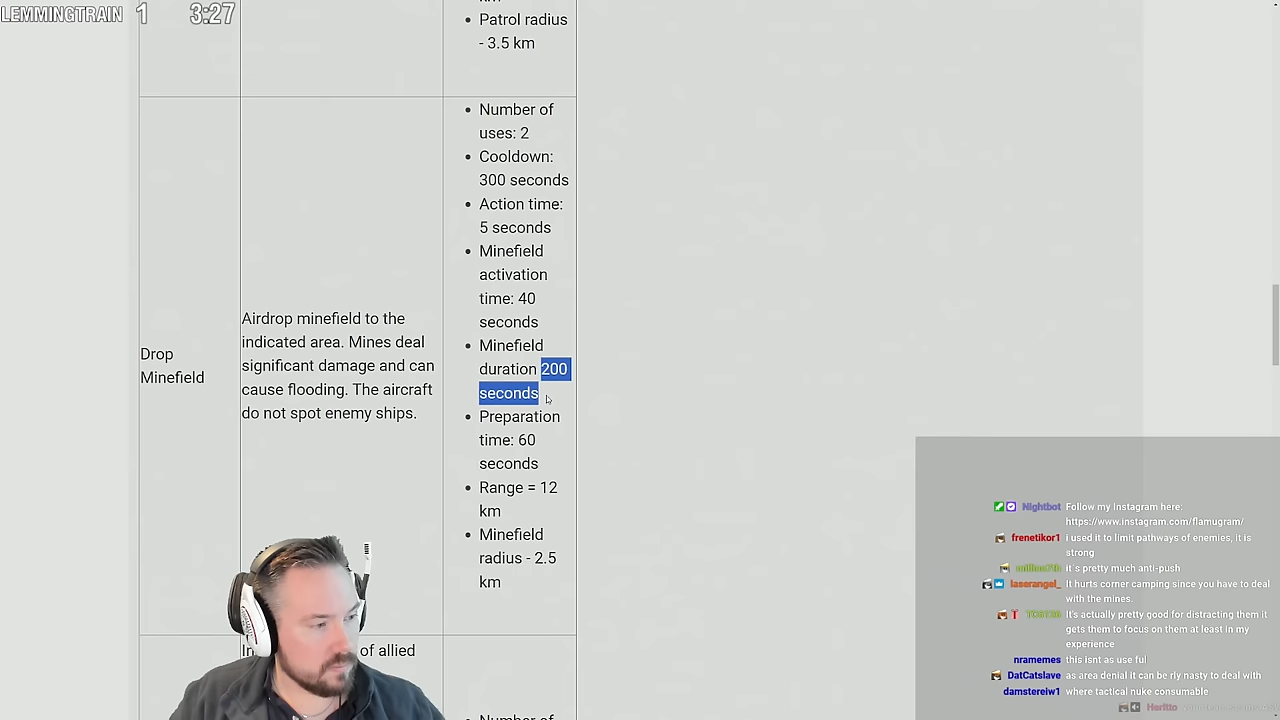 LEMMINGTRAIN 1 3:27
Patrol radius
- 3.5 km
Drop
Minefield
Airdrop minefield to the
indicated area. Mines deal
significant damage and can
cause flooding. The aircraft
do not spot enemy ships.
Number of
uses: 2
Cooldown:
300 seconds
Action time:
5 seconds
Minefield
activation
time: 40
seconds
Minefield
duration 200
seconds
Preparation
time: 60
seconds
Range = 12
km
Minefield
radius - 2.5
km
of allied
Number of
Nightbot Follow my Instagram here:
https://www.instagram.com/flamugram/
frenetikor1 i used it to limit pathways of enemies, it is
strong
it's pretty much anti-push
laserangel_ It hurts corner camping since you have to deal
with the mines.
It's actually pretty good for distracting them it
gets them to focus on them at least in my
experience
nramemes this isnt as use ful
DatCatslave as area denial it can be rly nasty to deal with
damstereiw1 where tactical nuke consumable
Heritto